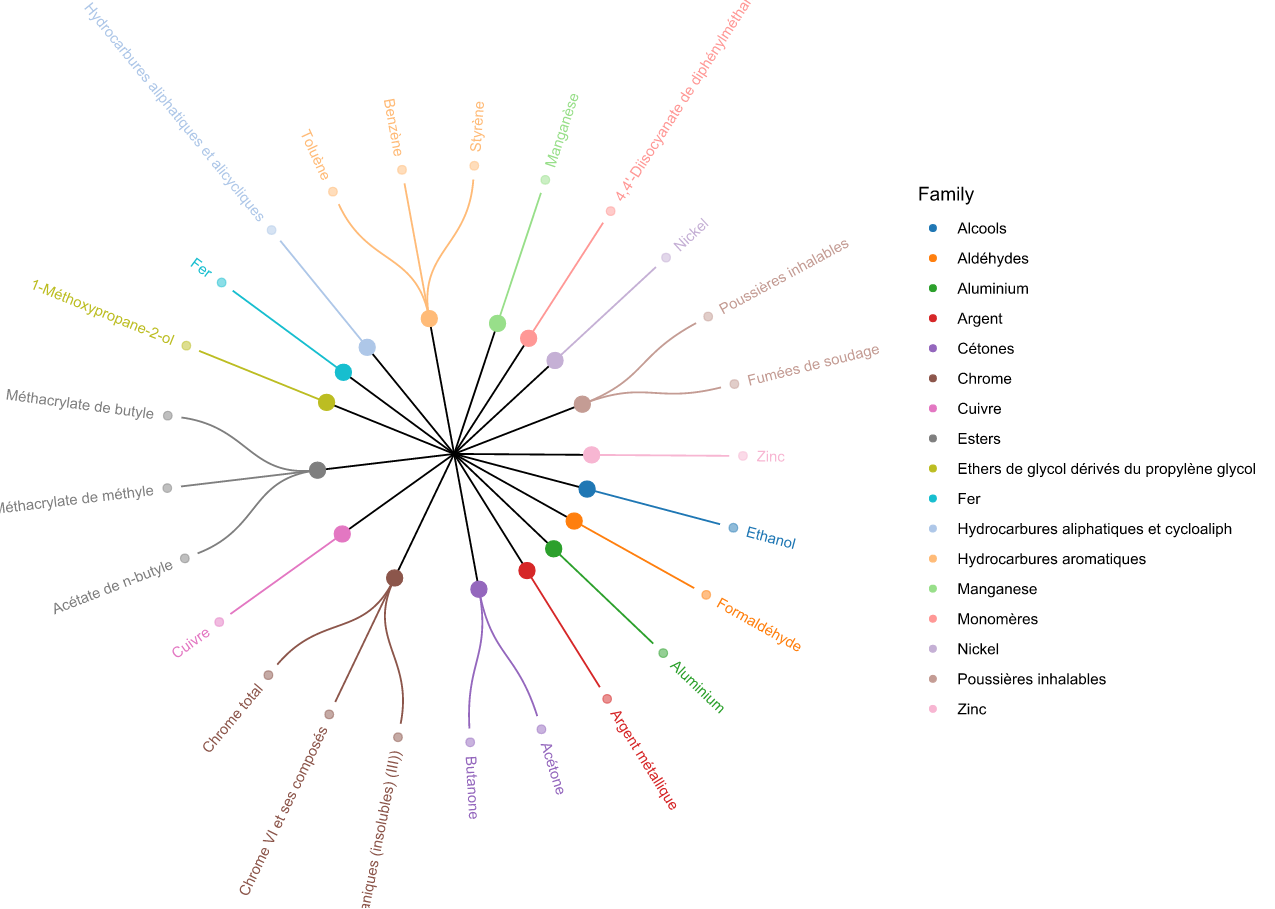 Hydrocarbures aliphatiques et alicycliques
Toluène
Benzène
Styrène
Manganèse
4,4'-Diisocyanate de diphénylméthan
Nickel
Poussières inhalables
Fumées de soudage
Zinc
Ethanol
Formaldéhyde
Aluminium
Argent métallique
Acétone
Butanone
aniques (insolubles) (III))
Chrome VI et ses composés
Chrome total
Cuivre
Acétate de n-butyle
Méthacrylate de méthyle
Méthacrylate de butyle
1-Méthoxypropane-2-ol
Fer
Family
Alcools
Aldéhydes
Aluminium
Argent
Cétones
Chrome
Cuivre
Esters
Ethers de glycol dérivés du propylène glycol
Fer
Hydrocarbures aliphatiques et cycloaliph
Hydrocarbures aromatiques
Manganese
Monomères
Nickel
Poussières inhalables
Zinc